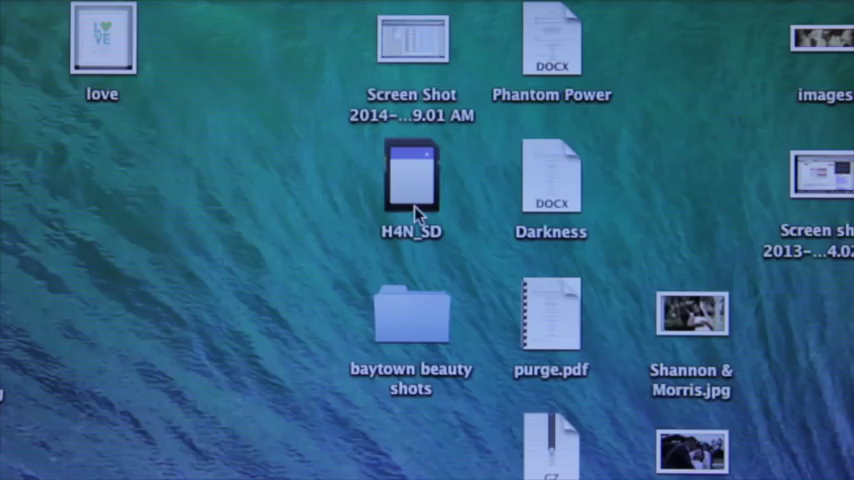 LOVE
love
Screen Shot
2014-...9.01 AM
DOCX
Phantom Power
images
H4N_SD
DOCX
Darkness
Screen sh
2013-...4.02
baytown beauty
shots
purge.pdf
Shannon &
Morris.jpg